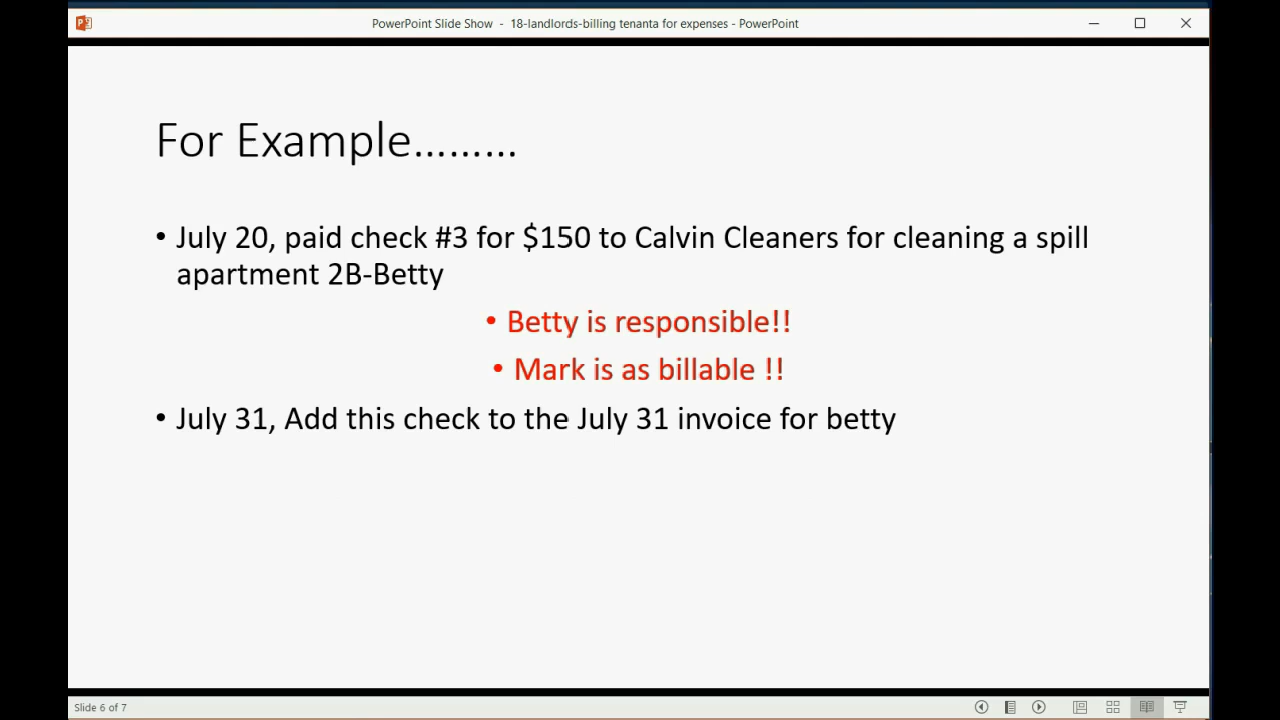 PowerPoint Slide Show - 18-landlords-billing tenanta for expenses - PowerPoint
For Example.........
• July 20, paid check #3 for $150 to Calvin Cleaners for cleaning a spill
apartment 2B-Betty
• Betty is responsible!!
• Mark is as billable !!
• July 31, Add this check to the July 31 invoice for betty
Slide 6 of 7